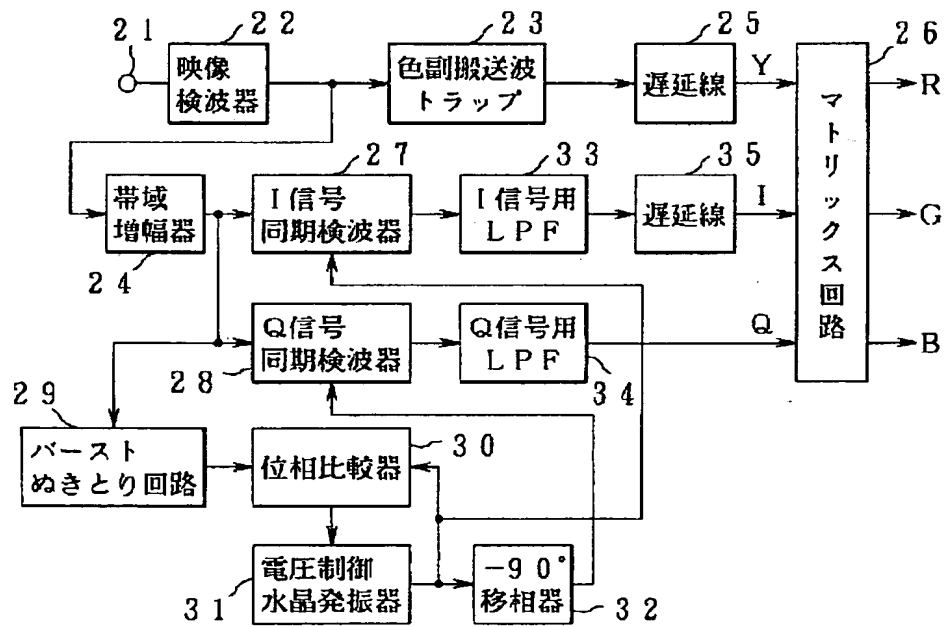 21
22
映像
検波器
23
色副搬送波
トラップ
25
遅延線
Y
26
マトリックス回路
R
G
B
帯域
増幅器
24
27
I信号
同期検波器
33
I信号用
LPF
35
遅延線
I
Q信号
同期検波器
28
Q信号用
LPF
34
Q
29
バースト
ぬきとり回路
位相比較器
30
電圧制御
水晶発振器
31
-90°
移相器
32